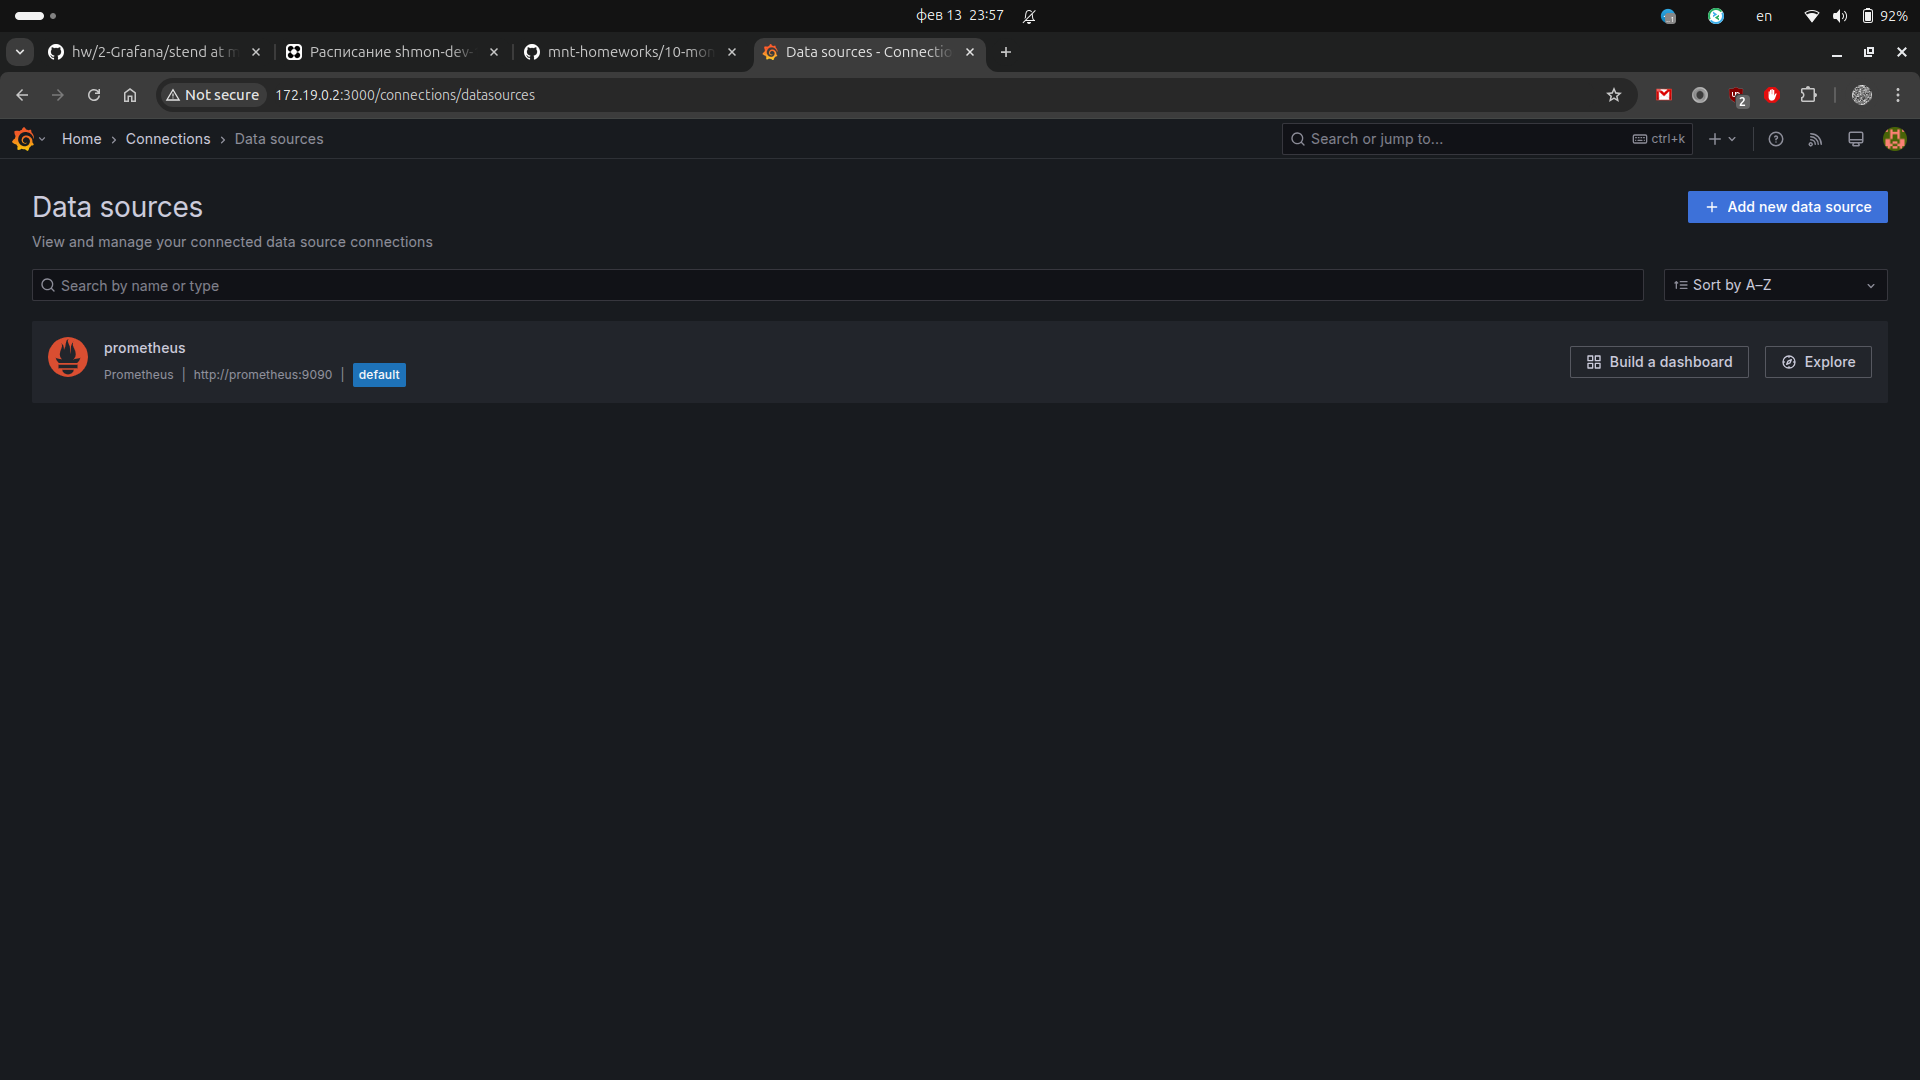 фев 13 23:57
en
92%
hw/2-Grafana/stend at m
Расписание shmon-dev-
mnt-homeworks/10-mon
Data sources - Connectio
Not secure
172.19.0.2:3000/connections/datasources
2
Home › Connections › Data sources
Search or jump to...
ctrl+k
Data sources
Add new data source
View and manage your connected data source connections
Search by name or type
Sort by A–Z
prometheus
Prometheus | http://prometheus:9090 | default
Build a dashboard
Explore